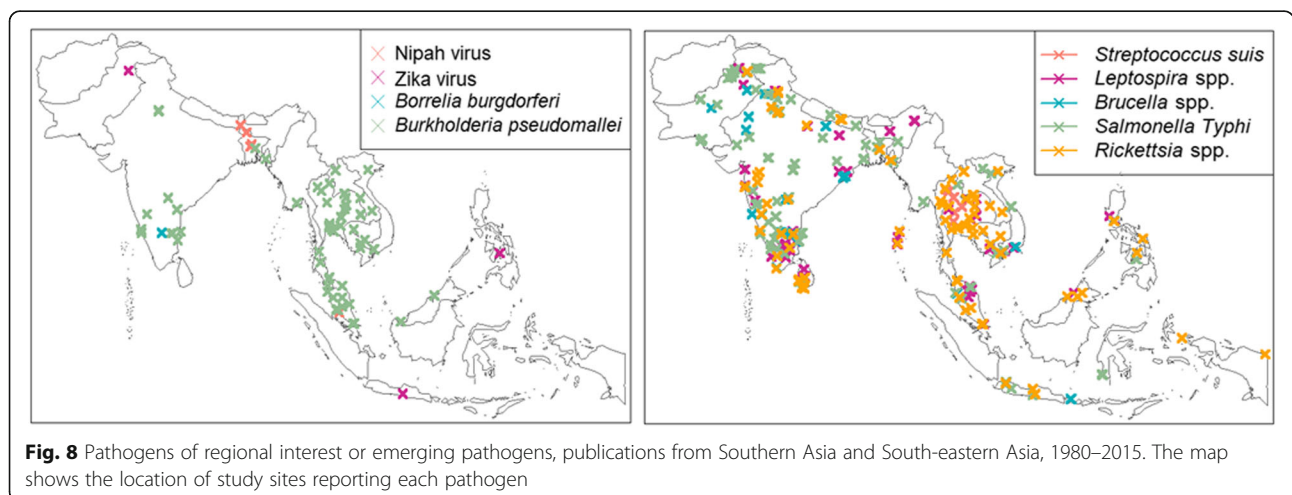 Nipah virus
Zika virus
Borrelia burgdorferi
Burkholderia pseudomallei
Streptococcus suis
Leptospira spp.
Brucella spp.
Salmonella Typhi
Rickettsia spp.
Fig. 8 Pathogens of regional interest or emerging pathogens, publications from Southern Asia and South-eastern Asia, 1980–2015. The map
shows the location of study sites reporting each pathogen